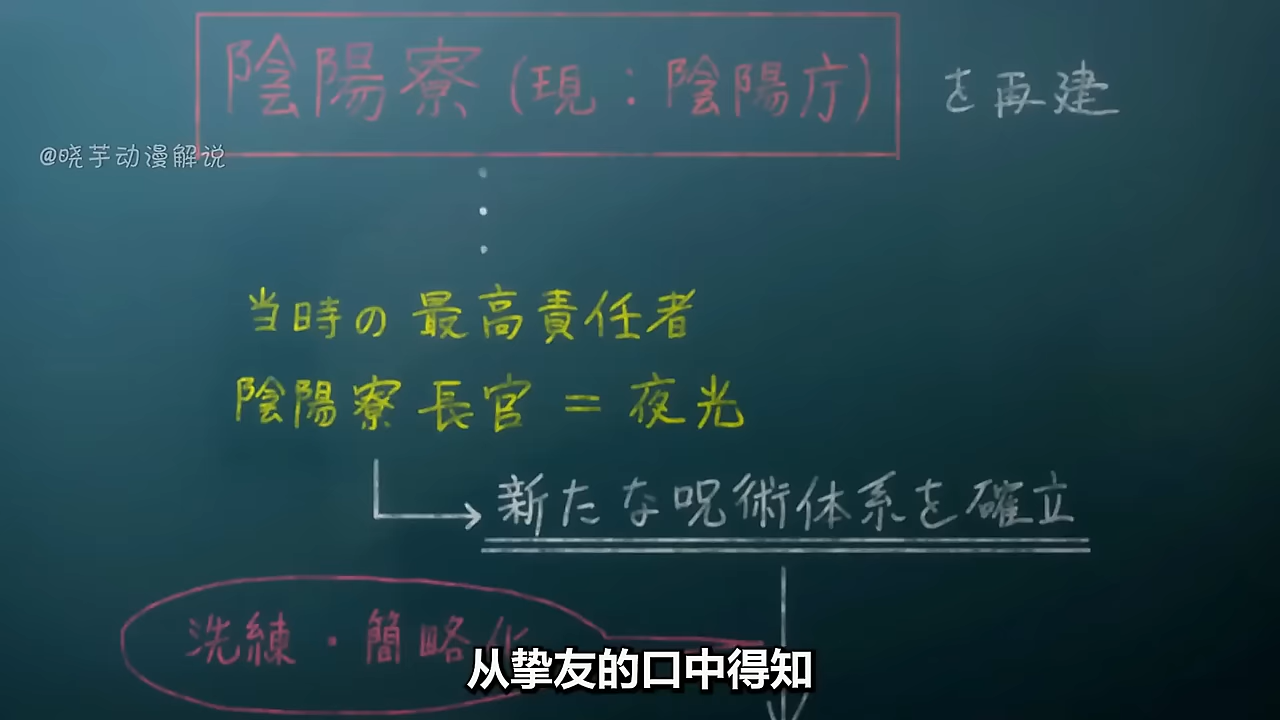 陰陽寮(現：陰陽庁)を再建
@晓芋动漫解说
当時の最高責任者
陰陽寮長官=夜光
新たな呪術体系を確立
洗練・簡略化
从挚友的口中得知